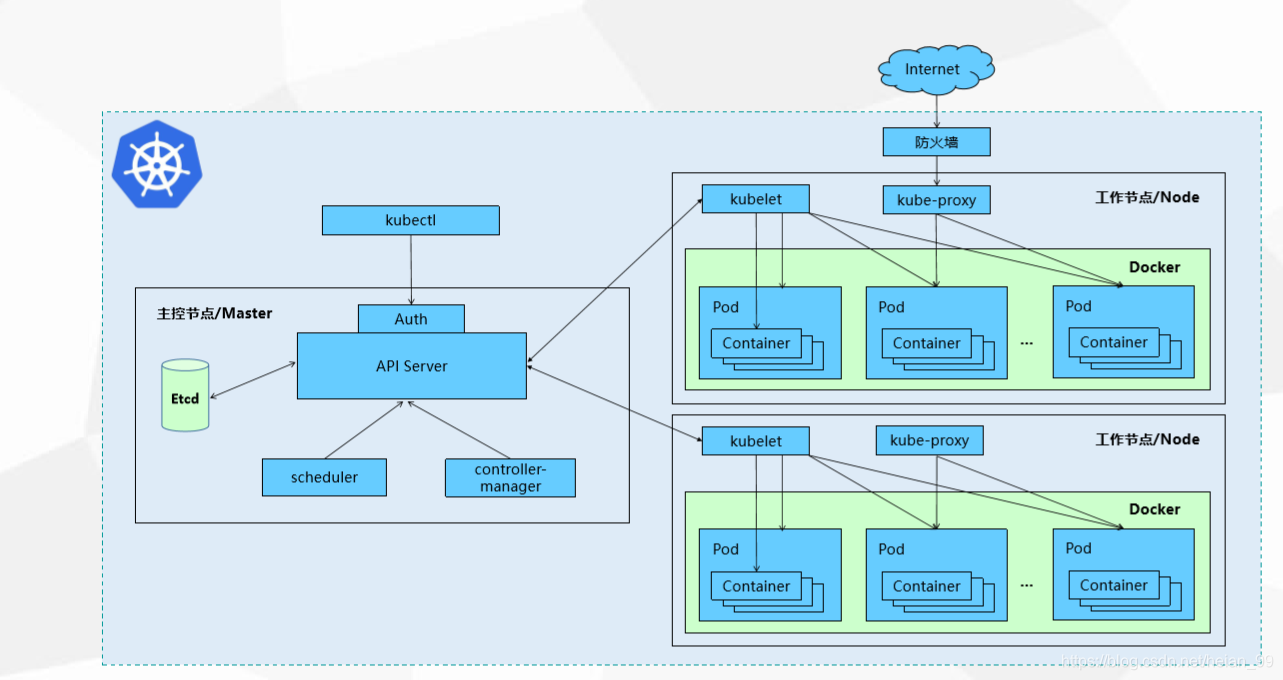 Internet
防火墙
kubelet
kube-proxy
工作节点/Node
kubectl
Docker
主控节点/Master
Auth
Pod
Pod
Pod
Container
Container
...
Container
API Server
Etcd
kubelet
kube-proxy
工作节点/Node
scheduler
controller-
manager
Docker
Pod
Pod
Pod
Container
Container
...
Container
https://blog.csdn.net/helan_99